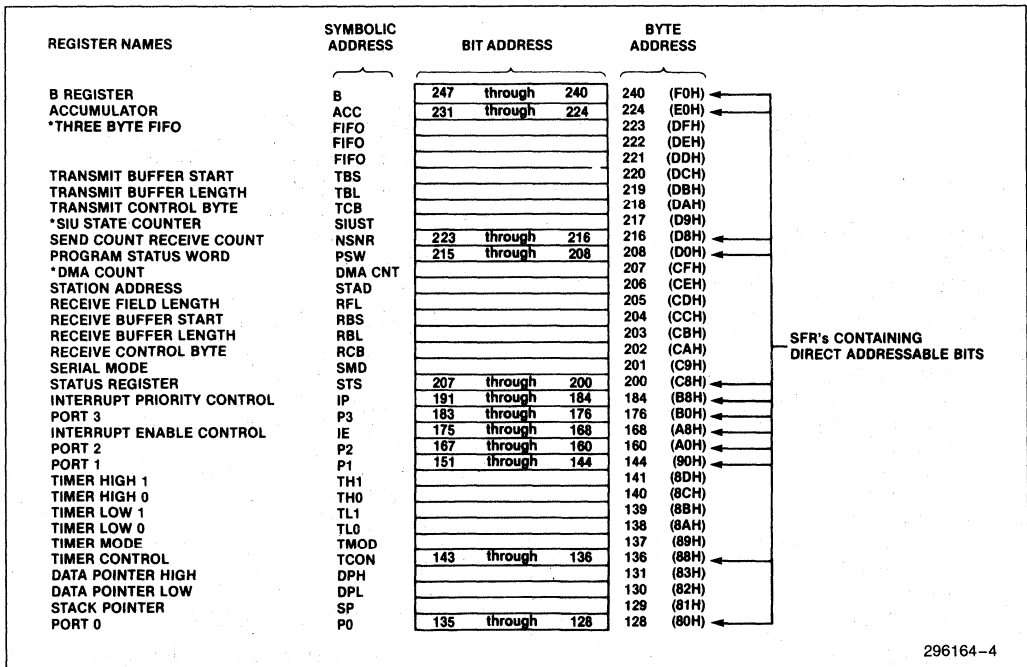 REGISTER NAMES SYMBOLIC ADDRESS BIT ADDRESS BYTE ADDRESS
B REGISTER B 247 through 240 240 (F0H)
ACCUMULATOR ACC 231 through 224 224 (E0H)
*THREE BYTE FIFO FIFO 223 (DFH)
FIFO 222 (DEH)
FIFO 221 (DDH)
TRANSMIT BUFFER START TBS 220 (DCH)
TRANSMIT BUFFER LENGTH TBL 219 (DBH)
TRANSMIT CONTROL BYTE TCB 218 (DAH)
*SIU STATE COUNTER SIUST 217 (D9H)
SEND COUNT RECEIVE COUNT NSNR 223 through 216 216 (D8H)
PROGRAM STATUS WORD PSW 215 through 208 208 (D0H)
*DMA COUNT DMA CNT 207 (CFH)
STATION ADDRESS STAD 206 (CEH)
RECEIVE FIELD LENGTH RFL 205 (CDH)
RECEIVE BUFFER START RBS 204 (CCH)
RECEIVE BUFFER LENGTH RBL 203 (CBH)
RECEIVE CONTROL BYTE RCB 202 (CAH)
SERIAL MODE SMD 201 (C9H)
STATUS REGISTER STS 207 through 200 200 (C8H)
INTERRUPT PRIORITY CONTROL IP 191 through 184 184 (B8H)
PORT 3 P3 183 through 176 176 (B0H)
INTERRUPT ENABLE CONTROL IE 175 through 168 168 (A8H)
PORT 2 P2 167 through 160 160 (A0H)
PORT 1 P1 151 through 144 144 (90H)
TIMER HIGH 1 TH1 141 (8DH)
TIMER HIGH 0 TH0 140 (8CH)
TIMER LOW 1 TL1 139 (8BH)
TIMER LOW 0 TL0 138 (8AH)
TIMER MODE TMOD 137 (89H)
TIMER CONTROL TCON 143 through 136 136 (88H)
DATA POINTER HIGH DPH 131 (83H)
DATA POINTER LOW DPL 130 (82H)
STACK POINTER SP 129 (81H)
PORT 0 P0 135 through 128 128 (80H)
SFR's CONTAINING
DIRECT ADDRESSABLE BITS
296164–4